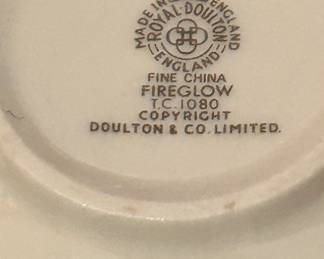 MADE IN ENGLAND
ROYAL·DOULTON
ENGLAND
FINE CHINA
FIREGLOW
T.C.1080
COPYRIGHT
DOULTON & CO. LIMITED.